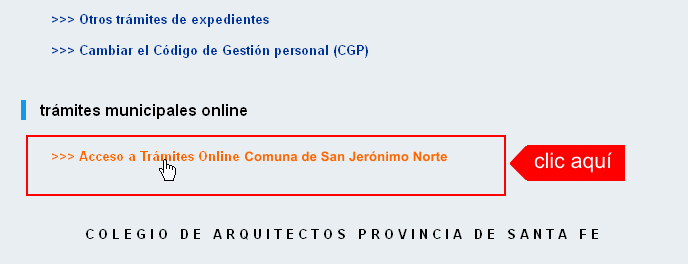 >>> Otros trámites de expedientes
>>> Cambiar el Código de Gestión personal (CGP)
trámites municipales online
>>> Acceso a Trámites Online Comuna de San Jerónimo Norte
clic aquí
COLEGIO DE ARQUITECTOS PROVINCIA DE SANTA FE